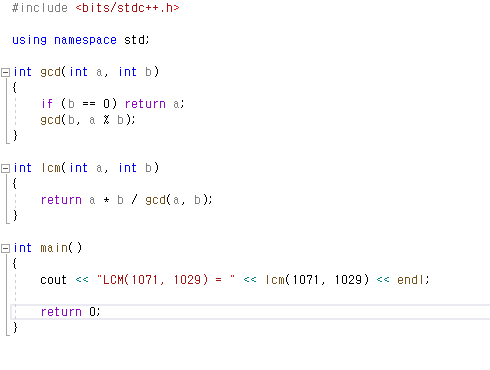 #include <bits/stdc++.h>
using namespace std;
int gcd(int a, int b)
{
if (b == 0) return a;
gcd(b, a % b);
}
int lcm(int a, int b)
{
return a * b / gcd(a, b);
}
int main()
{
cout << "LCM(1071, 1029) = " << lcm(1071, 1029) << endl;
return 0;
}